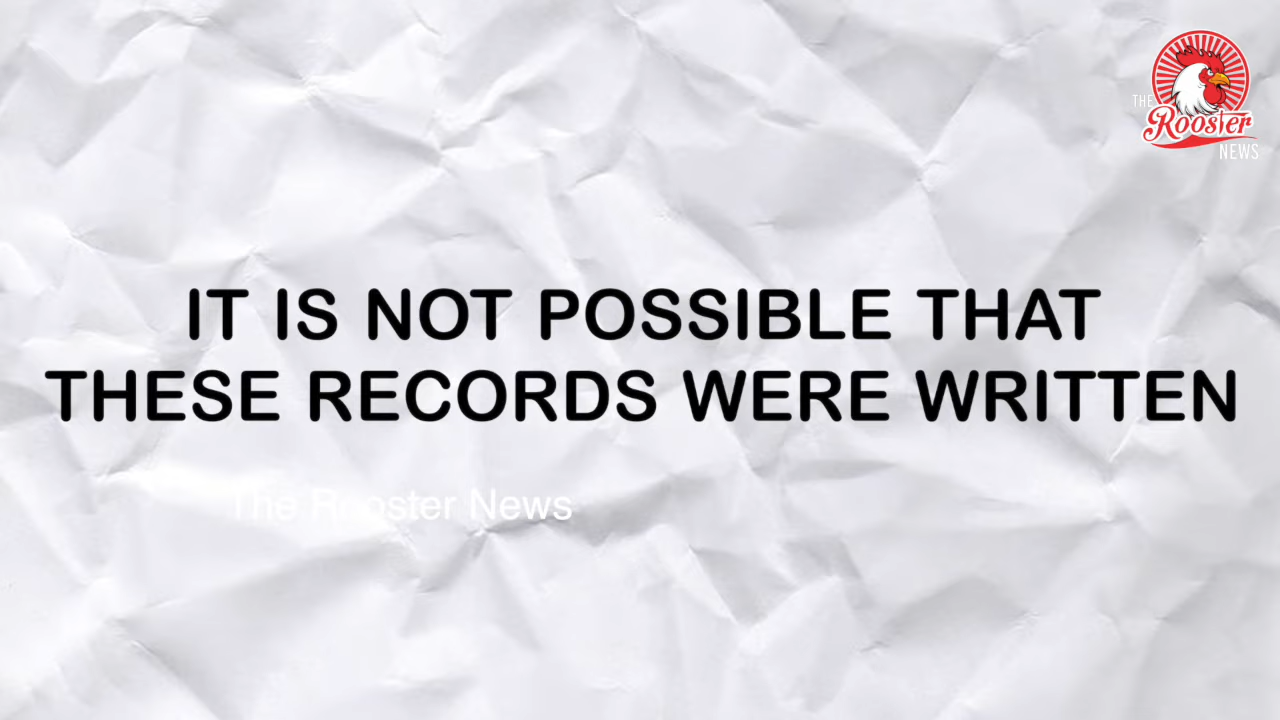 THE
Rooster
NEWS
IT IS NOT POSSIBLE THAT
THESE RECORDS WERE WRITTEN
The Rooster News